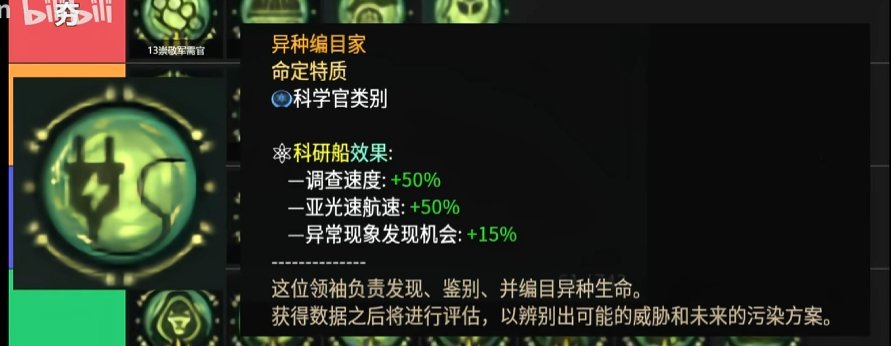 bilibili
夯
13崇敬军需官
异种编目家
命定特质
科学官类别
科研船效果:
—调查速度: +50%
—亚光速航速: +50%
—异常现象发现机会: +15%
--------------
这位领袖负责发现、鉴别、并编目异种生命。
获得数据之后将进行评估，以辨别出可能的威胁和未来的污染方案。